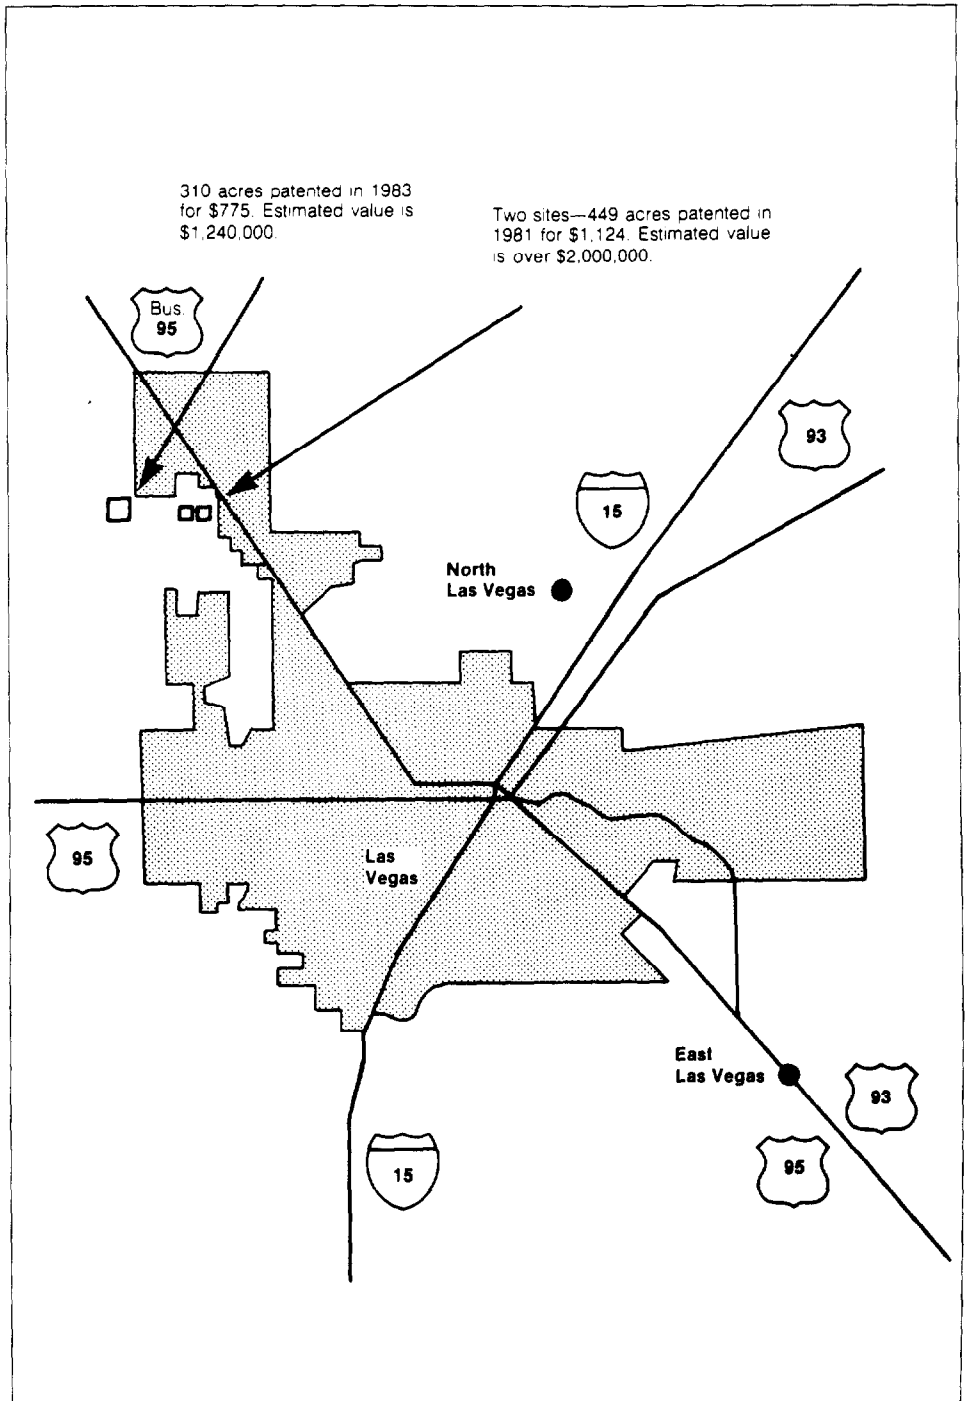 310 acres patented in 1983
for $775. Estimated value is
$1,240,000.
Two sites—449 acres patented in
1981 for $1,124. Estimated value
is over $2,000,000.
Bus.
95
93
15
North
Las Vegas
95
Las
Vegas
East
Las Vegas
93
95
15